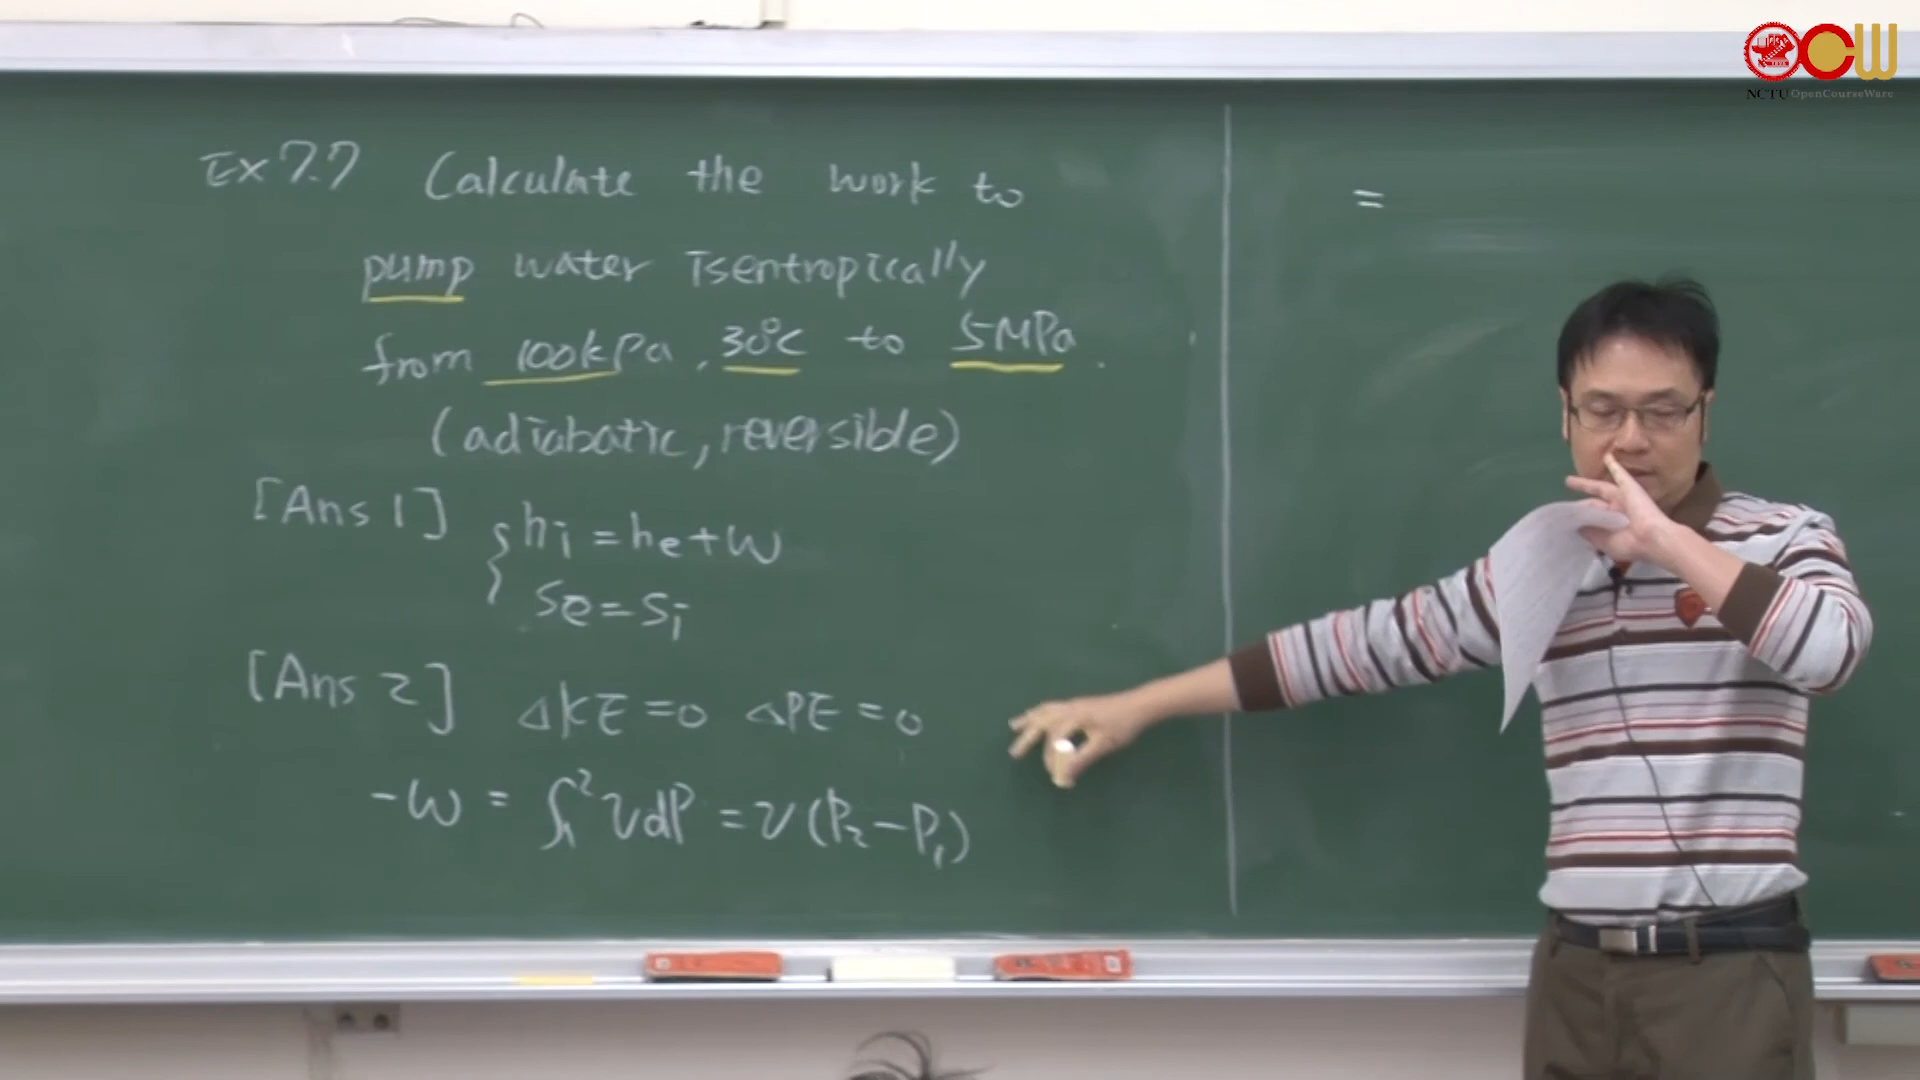 Ex 7.7 Calculate the work to
pump water isentropically
from 100kPa, 30°C to 5MPa.
(adiabatic, reversible)
[Ans 1] { hi = he + w
se = si
[Ans 2] ΔKE = 0 ΔPE = 0
-w = ∫₁² vdP = v(P₂ - P₁)
=
OCW
NCTU OpenCourseWare